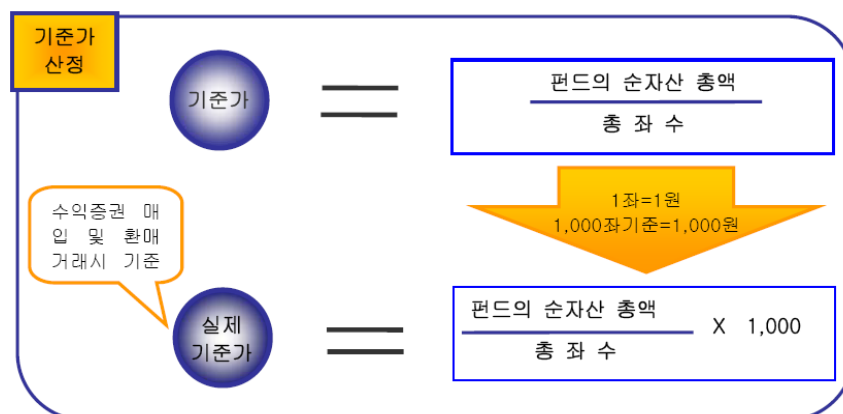 기준가
산정
기준가
펀드의 순자산 총액
총 좌 수
1좌=1원
1,000좌기준=1,000원
수익증권 매
입 및 환매
거래시 기준
실제
기준가
펀드의 순자산 총액
총 좌 수
X 1,000